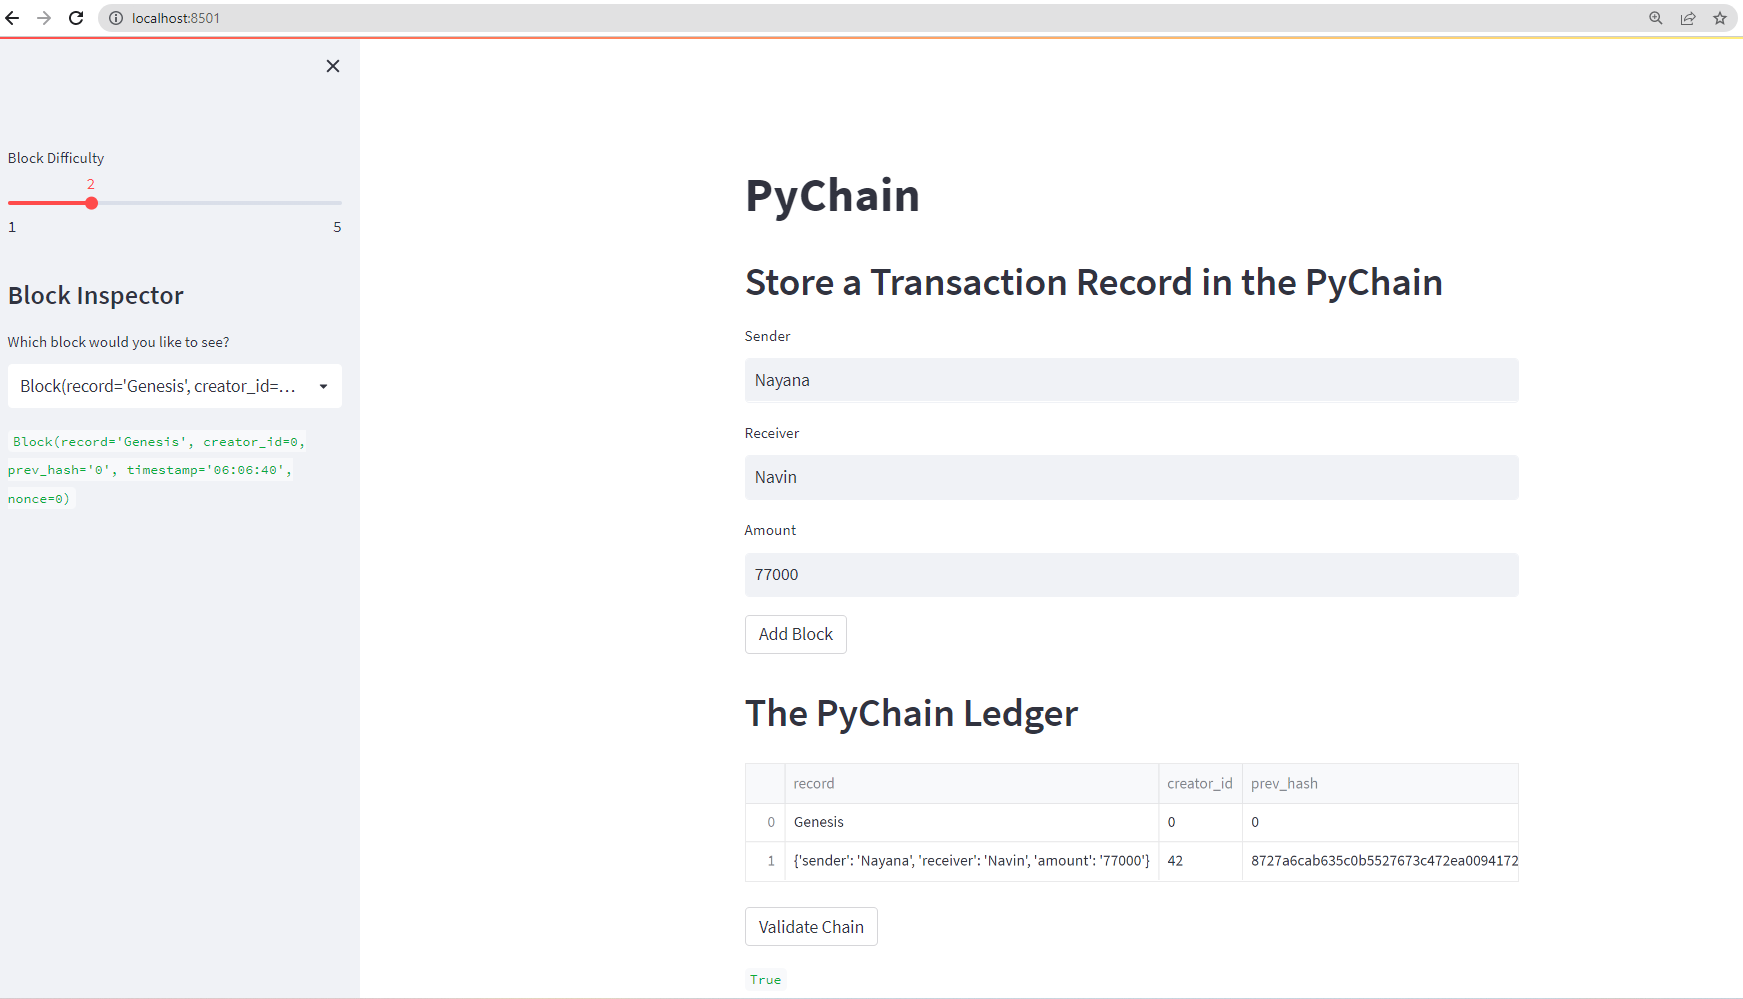 localhost:8501
Block Difficulty
2
1 5
Block Inspector
Which block would you like to see?
Block(record='Genesis', creator_id=...
Block(record='Genesis', creator_id=0,
prev_hash='0', timestamp='06:06:40',
nonce=0)
PyChain
Store a Transaction Record in the PyChain
Sender
Nayana
Receiver
Navin
Amount
77000
Add Block
The PyChain Ledger
record creator_id prev_hash
0 Genesis 0 0
1 {'sender': 'Nayana', 'receiver': 'Navin', 'amount': '77000'} 42 8727a6cab635c0b5527673c472ea0094172
Validate Chain
True